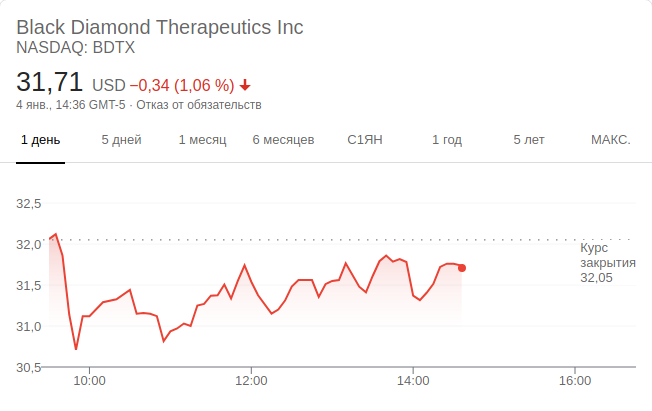 Black Diamond Therapeutics Inc
NASDAQ: BDTX
31,71 USD −0,34 (1,06 %)
4 янв., 14:36 GMT-5 · Отказ от обязательств
1 день 5 дней 1 месяц 6 месяцев С1ЯН 1 год 5 лет МАКС.
32,5
32,0
31,5
31,0
30,5
Курс
закрытия
32,05
10:00 12:00 14:00 16:00